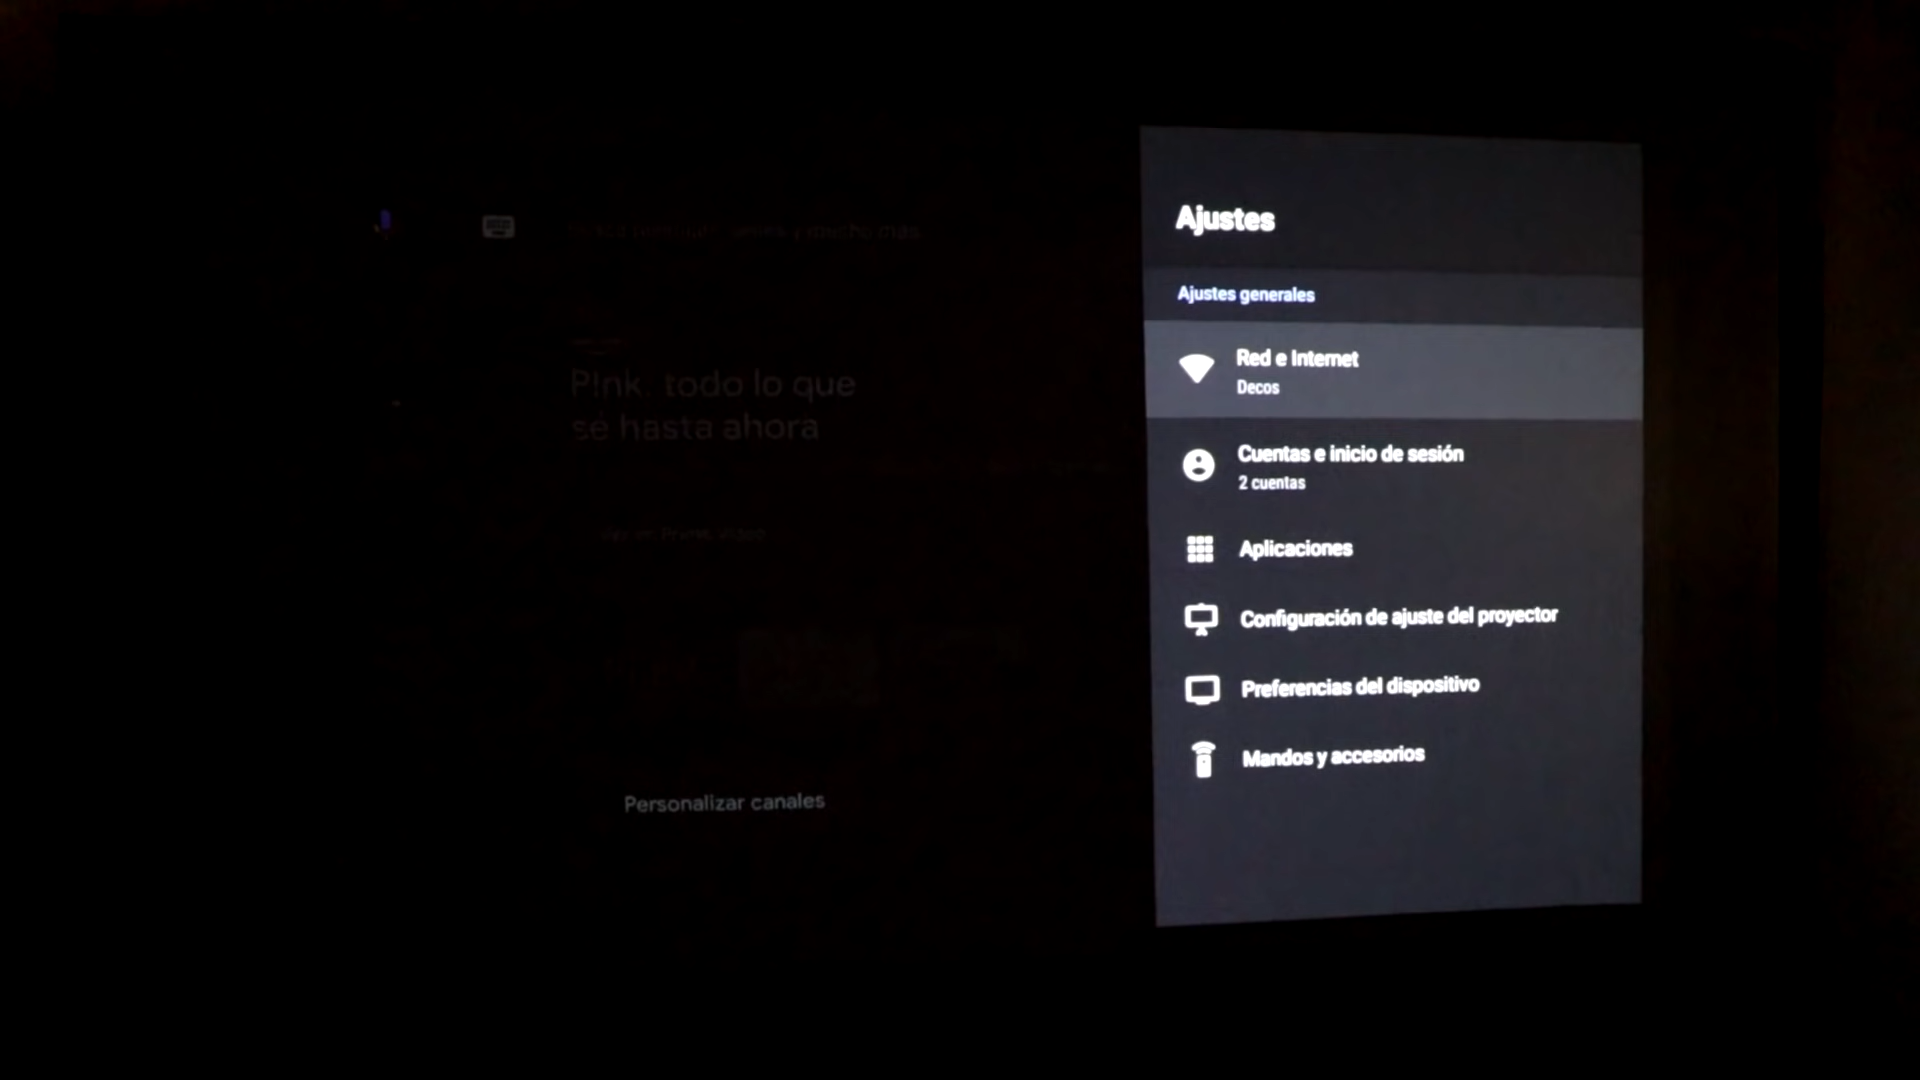 P!nk: todo lo que
sé hasta ahora
Personalizar canales
Ajustes
Ajustes generales
Red e Internet
Decos
Cuentas e inicio de sesión
2 cuentas
Aplicaciones
Configuración de ajuste del proyector
Preferencias del dispositivo
Mandos y accesorios